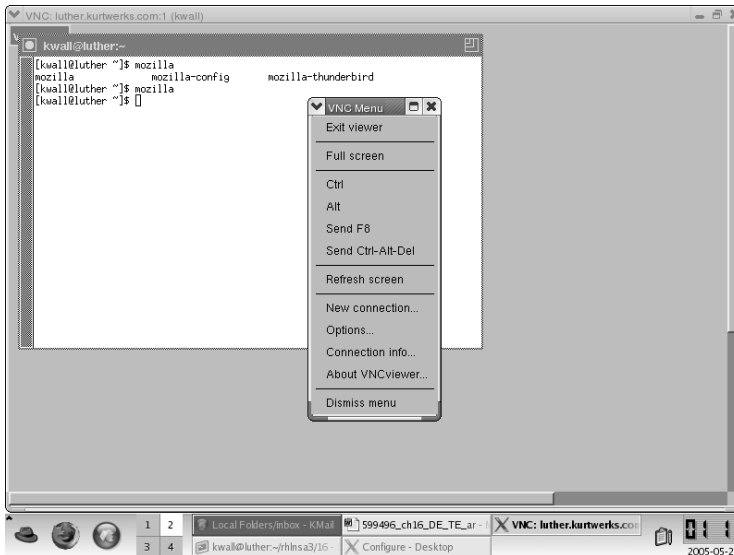 VNC: luther.kurtwerks.com:1 (kwall)
kwall@luther:~
[kwall@luther ~]$ mozilla
mozilla mozilla-config mozilla-thunderbird
[kwall@luther ~]$ mozilla
[kwall@luther ~]$
VNC Menu
Exit viewer
Full screen
Ctrl
Alt
Send F8
Send Ctrl-Alt-Del
Refresh screen
New connection...
Options...
Connection info...
About VNCviewer...
Dismiss menu
1 2
Local Folders/inbox - KMail
599496_ch16_DE_TE_ar -
VNC: luther.kurtwerks.com
3 4
kwall@luther:~/rhlnsa3/16 -
Configure - Desktop
2005-05-2